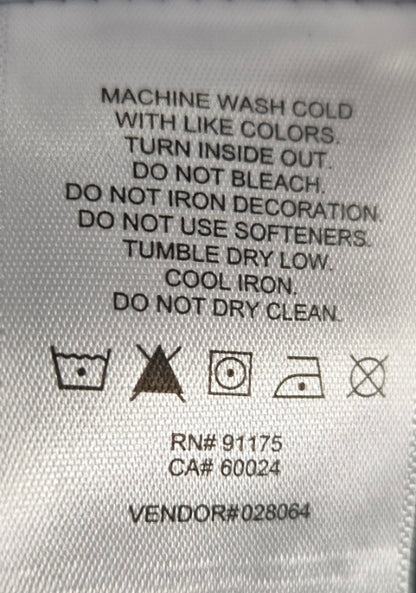 MACHINE WASH COLD
WITH LIKE COLORS.
TURN INSIDE OUT.
DO NOT BLEACH.
DO NOT IRON DECORATION.
DO NOT USE SOFTENERS.
TUMBLE DRY LOW.
COOL IRON.
DO NOT DRY CLEAN.
RN# 91175
CA# 60024
VENDOR#028064